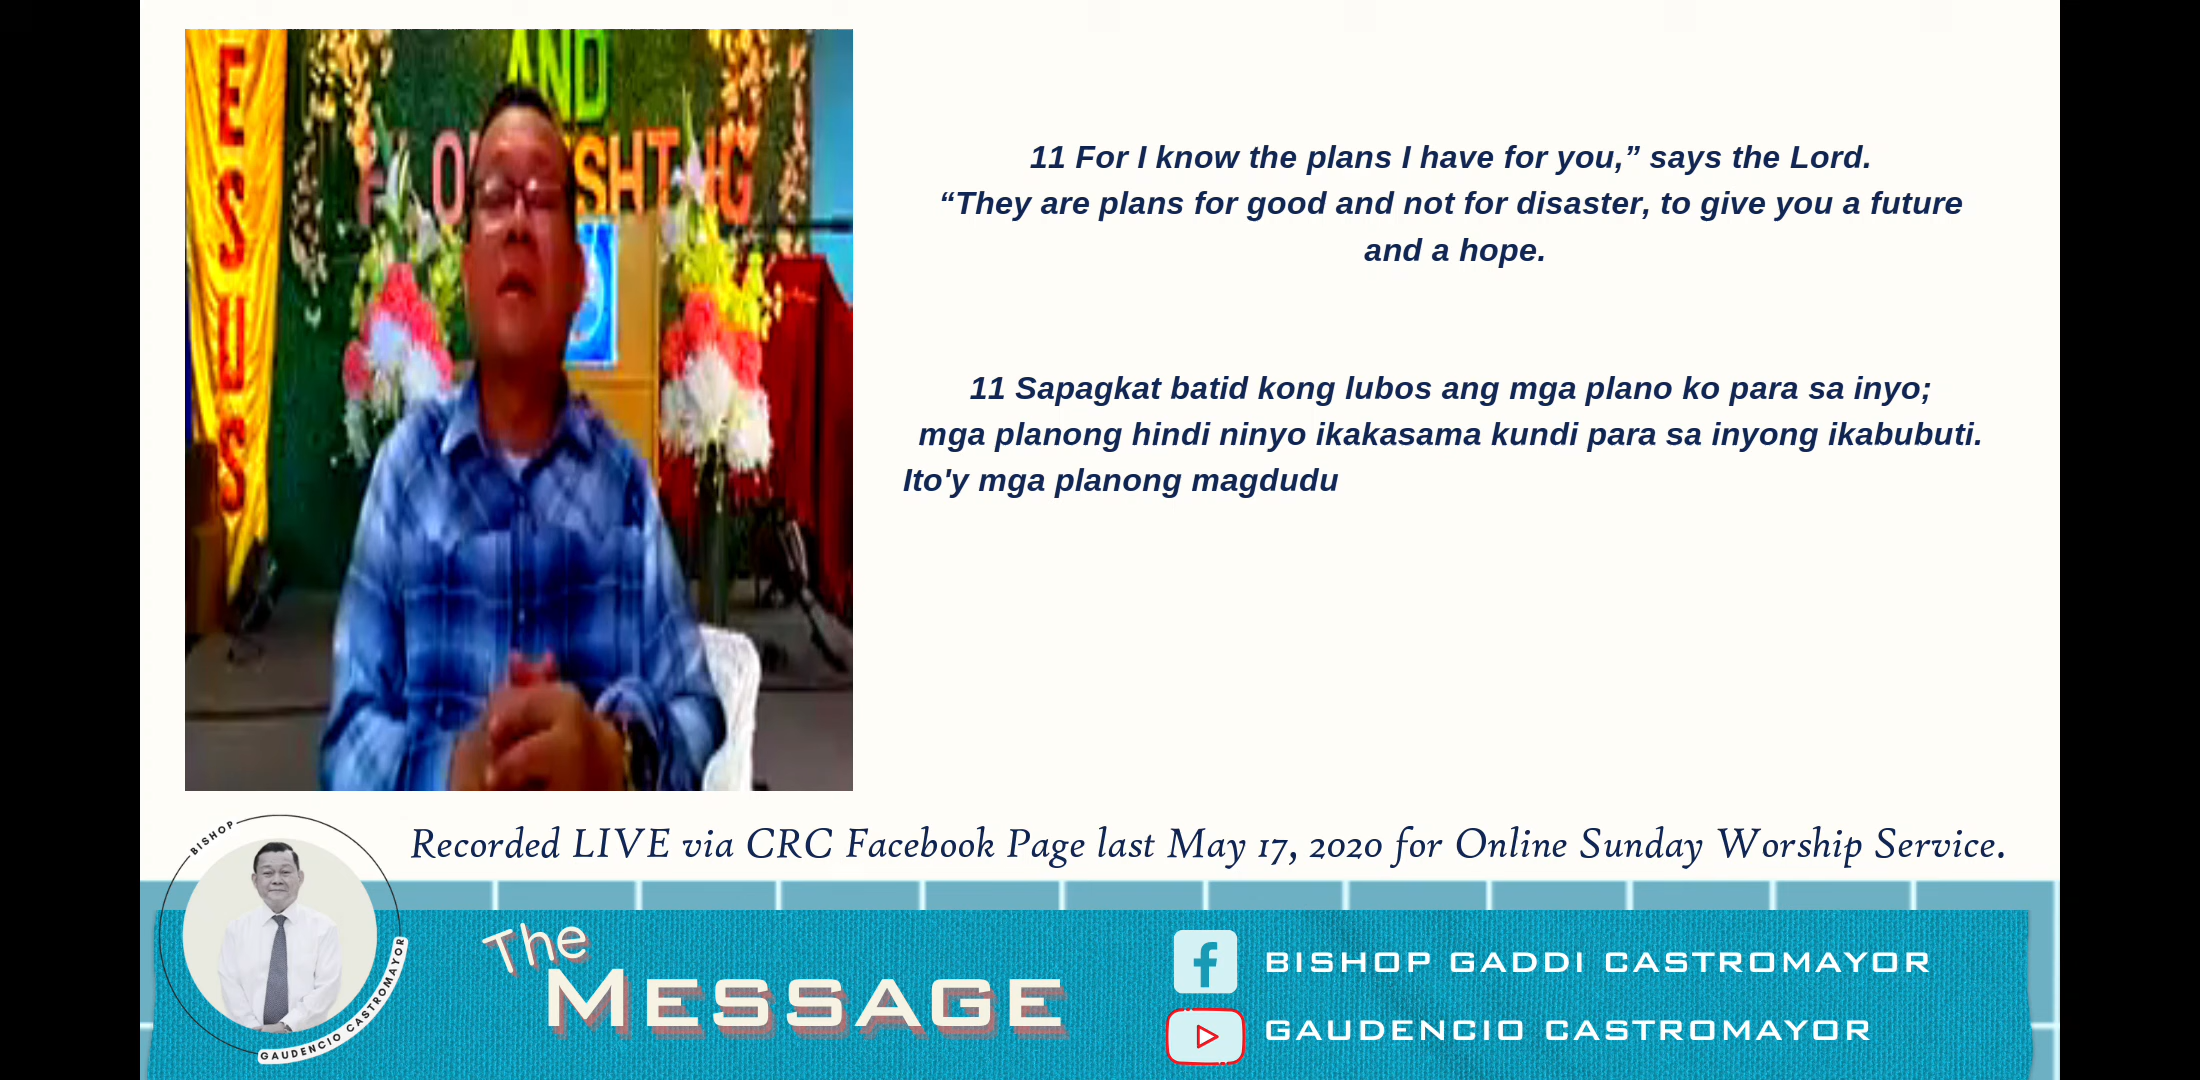 JESUS
AND
11 For I know the plans I have for you,” says the Lord.
“They are plans for good and not for disaster, to give you a future
and a hope.
11 Sapagkat batid kong lubos ang mga plano ko para sa inyo;
mga planong hindi ninyo ikakasama kundi para sa inyong ikabubuti.
Ito'y mga planong magdudu
Recorded LIVE via CRC Facebook Page last May 17, 2020 for Online Sunday Worship Service.
BISHOP
GAUDENCIO CASTROMAYOR
The
MESSAGE
BISHOP GADDI CASTROMAYOR
GAUDENCIO CASTROMAYOR